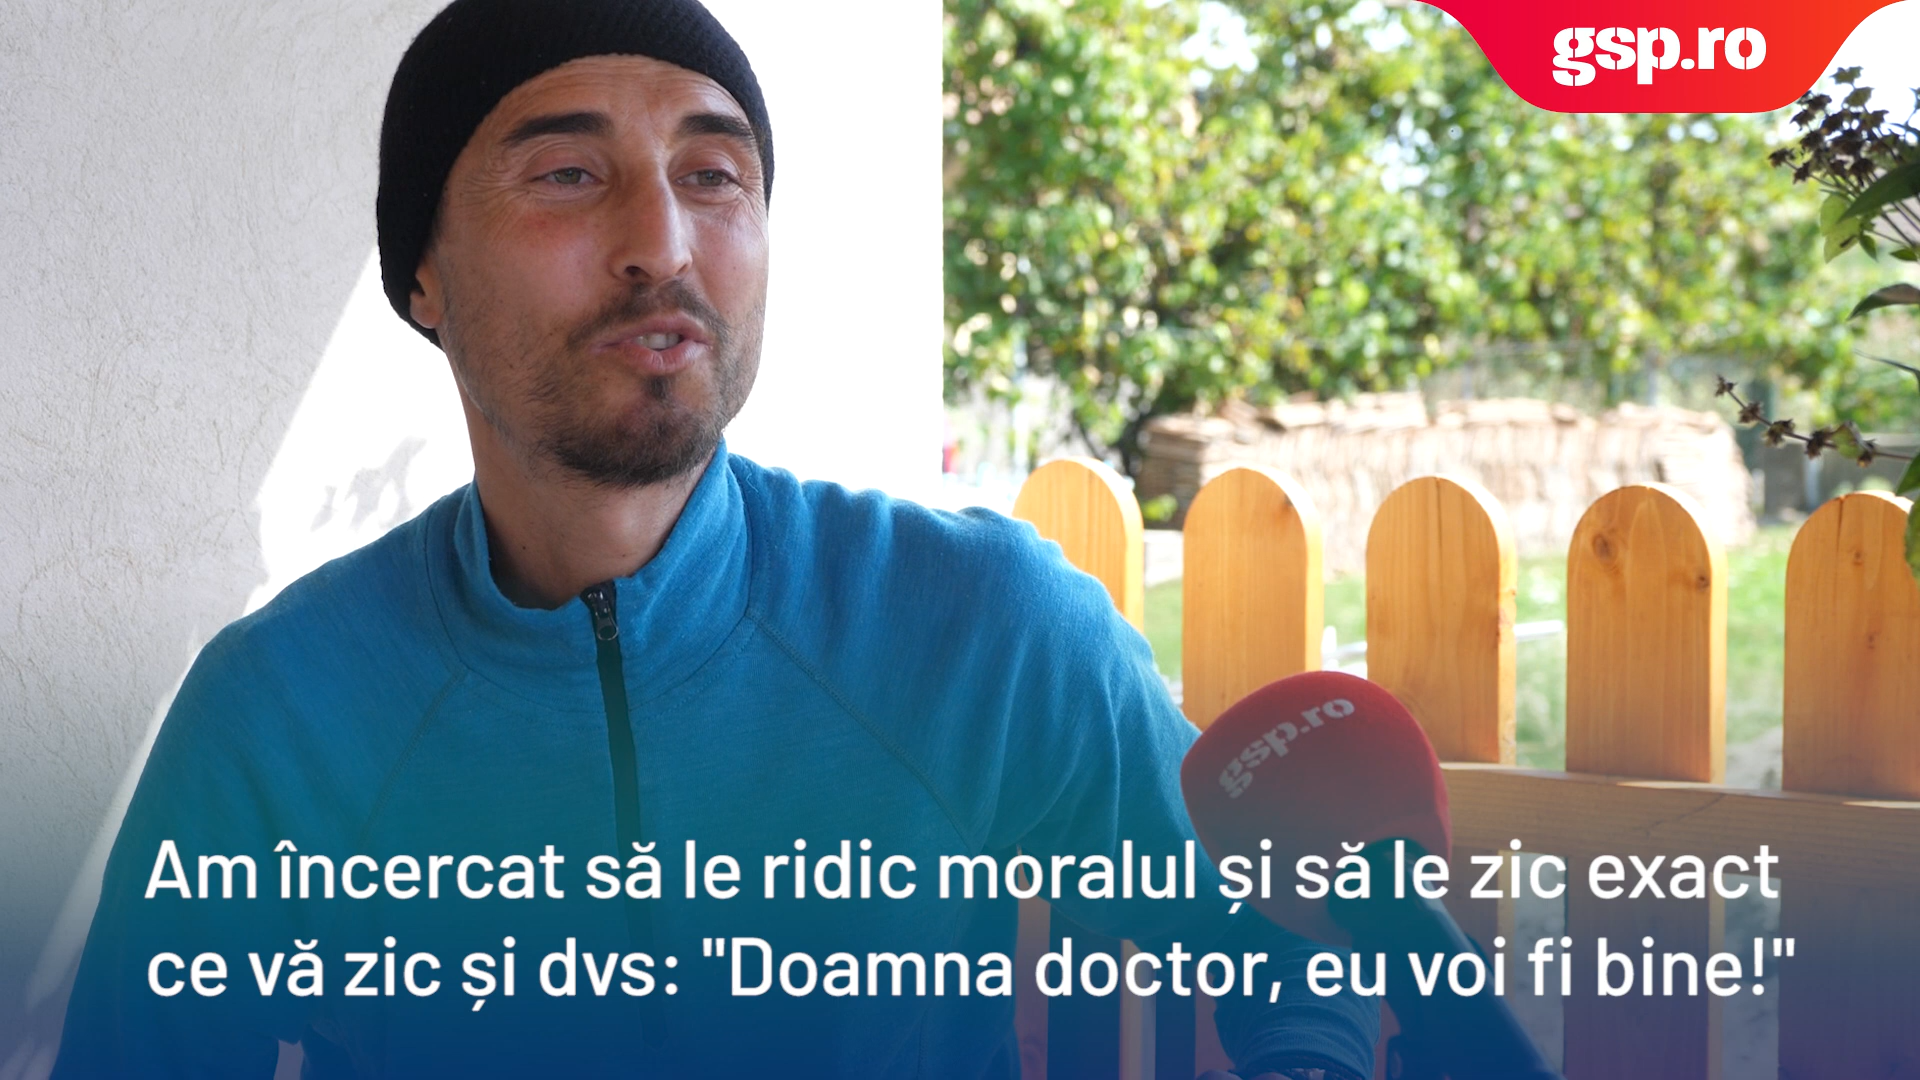 gsp.ro
gsp.ro
Am încercat să le ridic moralul și să le zic exact
ce vă zic și dvs: "Doamna doctor, eu voi fi bine!"